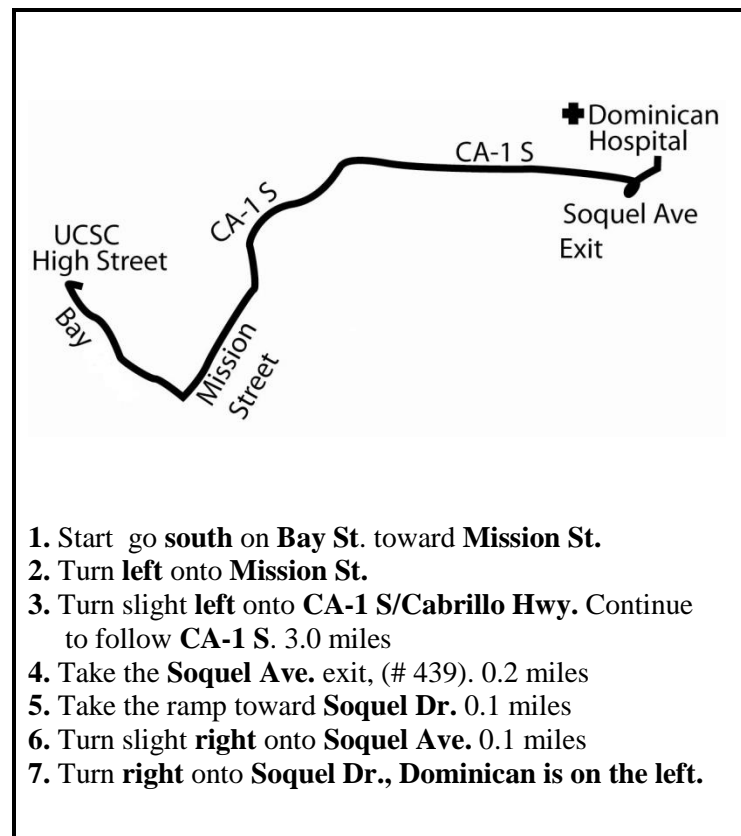 Dominican
Hospital
CA-1 S
CA-1 S
Soquel Ave
Exit
UCSC
High Street
Bay
Mission
Street
1. Start  go south on Bay St. toward Mission St.
2. Turn left onto Mission St.
3. Turn slight left onto CA-1 S/Cabrillo Hwy. Continue
to follow CA-1 S. 3.0 miles
4. Take the Soquel Ave. exit, (# 439). 0.2 miles
5. Take the ramp toward Soquel Dr. 0.1 miles
6. Turn slight right onto Soquel Ave. 0.1 miles
7. Turn right onto Soquel Dr., Dominican is on the left.